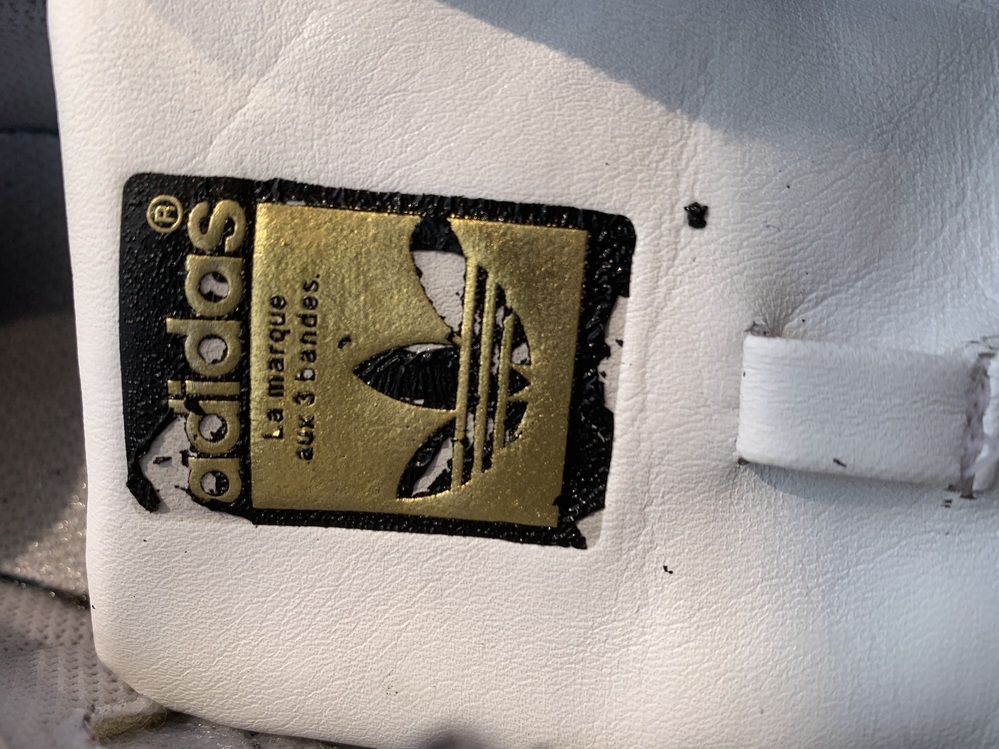 La marque
aux 3 bandes.
adidas®